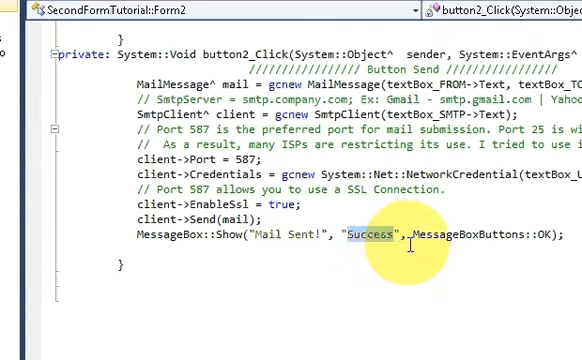 SecondFormTutorial::Form2
button2_Click(System::Obje
}
private: System::Void button2_Click(System::Object^ sender, System::EventArgs^
///////////////// Button Send /////////////////
MailMessage^ mail = gcnew MailMessage(textBox_FROM->Text, textBox_TO
// SmtpServer = smtp.company.com; Ex: Gmail - smtp.gmail.com | Yahoo
SmtpClient^ client = gcnew SmtpClient(textBox_SMTP->Text);
// Port 587 is the preferred port for mail submission. Port 25 is wi
// As a result, many ISPs are restricting its use. I tried to use i
client->Port = 587;
client->Credentials = gcnew System::Net::NetworkCredential(textBox_U
// Port 587 allows you to use a SSL Connection.
client->EnableSsl = true;
client->Send(mail);
MessageBox::Show("Mail Sent!", "Success", MessageBoxButtons::OK);
}